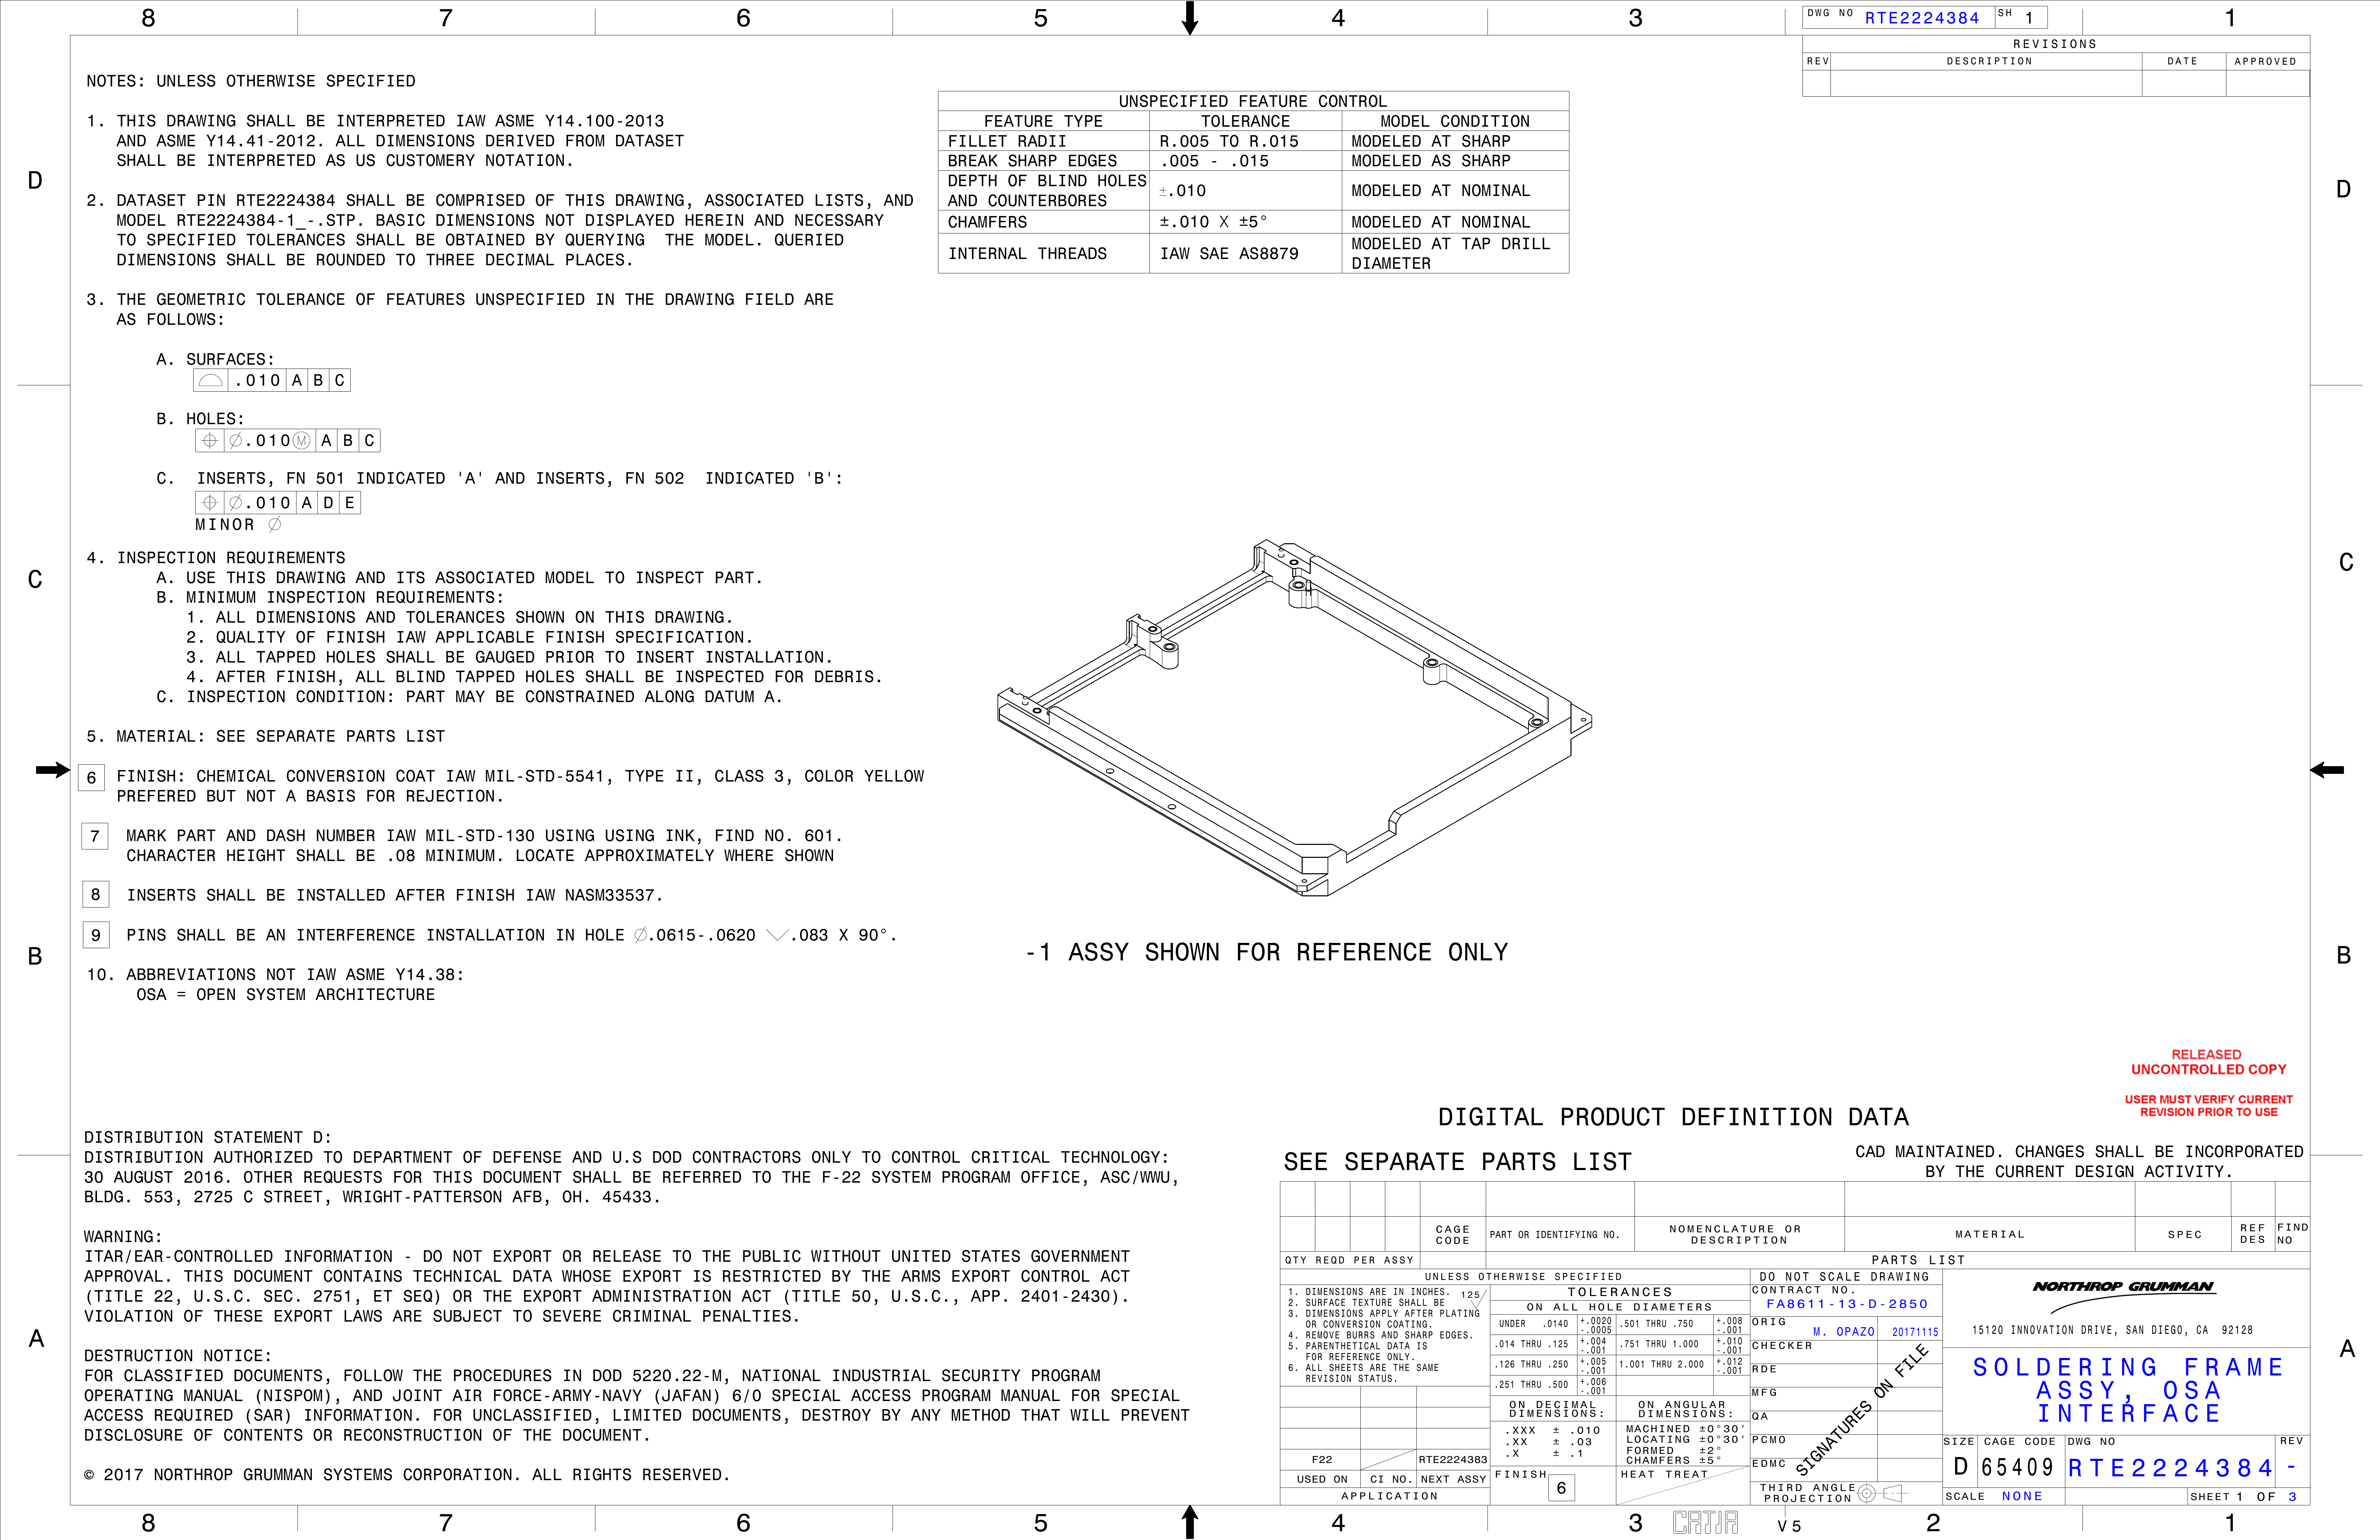 8 7 6 5 4 3 1
DWG NO RTE2224384 SH 1
REVISIONS
REV DESCRIPTION DATE APPROVED
NOTES: UNLESS OTHERWISE SPECIFIED
1. THIS DRAWING SHALL BE INTERPRETED IAW ASME Y14.100-2013
AND ASME Y14.41-2012. ALL DIMENSIONS DERIVED FROM DATASET
SHALL BE INTERPRETED AS US CUSTOMERY NOTATION.
2. DATASET PIN RTE2224384 SHALL BE COMPRISED OF THIS DRAWING, ASSOCIATED LISTS, AND
MODEL RTE2224384-1_-.STP. BASIC DIMENSIONS NOT DISPLAYED HEREIN AND NECESSARY
TO SPECIFIED TOLERANCES SHALL BE OBTAINED BY QUERYING THE MODEL. QUERIED
DIMENSIONS SHALL BE ROUNDED TO THREE DECIMAL PLACES.
3. THE GEOMETRIC TOLERANCE OF FEATURES UNSPECIFIED IN THE DRAWING FIELD ARE
AS FOLLOWS:
A. SURFACES:
⌓ .010 A B C
B. HOLES:
⌖ ∅.010Ⓜ A B C
C. INSERTS, FN 501 INDICATED 'A' AND INSERTS, FN 502 INDICATED 'B':
⌖ ∅.010 A D E
MINOR ∅
4. INSPECTION REQUIREMENTS
A. USE THIS DRAWING AND ITS ASSOCIATED MODEL TO INSPECT PART.
B. MINIMUM INSPECTION REQUIREMENTS:
1. ALL DIMENSIONS AND TOLERANCES SHOWN ON THIS DRAWING.
2. QUALITY OF FINISH IAW APPLICABLE FINISH SPECIFICATION.
3. ALL TAPPED HOLES SHALL BE GAUGED PRIOR TO INSERT INSTALLATION.
4. AFTER FINISH, ALL BLIND TAPPED HOLES SHALL BE INSPECTED FOR DEBRIS.
C. INSPECTION CONDITION: PART MAY BE CONSTRAINED ALONG DATUM A.
5. MATERIAL: SEE SEPARATE PARTS LIST
6 FINISH: CHEMICAL CONVERSION COAT IAW MIL-STD-5541, TYPE II, CLASS 3, COLOR YELLOW
PREFERED BUT NOT A BASIS FOR REJECTION.
7 MARK PART AND DASH NUMBER IAW MIL-STD-130 USING USING INK, FIND NO. 601.
CHARACTER HEIGHT SHALL BE .08 MINIMUM. LOCATE APPROXIMATELY WHERE SHOWN
8 INSERTS SHALL BE INSTALLED AFTER FINISH IAW NASM33537.
9 PINS SHALL BE AN INTERFERENCE INSTALLATION IN HOLE ∅.0615-.0620 ⌵.083 X 90°.
10. ABBREVIATIONS NOT IAW ASME Y14.38:
OSA = OPEN SYSTEM ARCHITECTURE
UNSPECIFIED FEATURE CONTROL
FEATURE TYPE TOLERANCE MODEL CONDITION
FILLET RADII R.005 TO R.015 MODELED AT SHARP
BREAK SHARP EDGES .005 - .015 MODELED AS SHARP
DEPTH OF BLIND HOLES
AND COUNTERBORES ±.010 MODELED AT NOMINAL
CHAMFERS ±.010 X ±5° MODELED AT NOMINAL
INTERNAL THREADS IAW SAE AS8879 MODELED AT TAP DRILL
DIAMETER
D D
C C
B B
A A
-1 ASSY SHOWN FOR REFERENCE ONLY
RELEASED
UNCONTROLLED COPY
USER MUST VERIFY CURRENT
REVISION PRIOR TO USE
DIGITAL PRODUCT DEFINITION DATA
SEE SEPARATE PARTS LIST
CAD MAINTAINED. CHANGES SHALL BE INCORPORATED
BY THE CURRENT DESIGN ACTIVITY.
DISTRIBUTION STATEMENT D:
DISTRIBUTION AUTHORIZED TO DEPARTMENT OF DEFENSE AND U.S DOD CONTRACTORS ONLY TO CONTROL CRITICAL TECHNOLOGY:
30 AUGUST 2016. OTHER REQUESTS FOR THIS DOCUMENT SHALL BE REFERRED TO THE F-22 SYSTEM PROGRAM OFFICE, ASC/WWU,
BLDG. 553, 2725 C STREET, WRIGHT-PATTERSON AFB, OH. 45433.
WARNING:
ITAR/EAR-CONTROLLED INFORMATION - DO NOT EXPORT OR RELEASE TO THE PUBLIC WITHOUT UNITED STATES GOVERNMENT
APPROVAL. THIS DOCUMENT CONTAINS TECHNICAL DATA WHOSE EXPORT IS RESTRICTED BY THE ARMS EXPORT CONTROL ACT
(TITLE 22, U.S.C. SEC. 2751, ET SEQ) OR THE EXPORT ADMINISTRATION ACT (TITLE 50, U.S.C., APP. 2401-2430).
VIOLATION OF THESE EXPORT LAWS ARE SUBJECT TO SEVERE CRIMINAL PENALTIES.
DESTRUCTION NOTICE:
FOR CLASSIFIED DOCUMENTS, FOLLOW THE PROCEDURES IN DOD 5220.22-M, NATIONAL INDUSTRIAL SECURITY PROGRAM
OPERATING MANUAL (NISPOM), AND JOINT AIR FORCE-ARMY-NAVY (JAFAN) 6/0 SPECIAL ACCESS PROGRAM MANUAL FOR SPECIAL
ACCESS REQUIRED (SAR) INFORMATION. FOR UNCLASSIFIED, LIMITED DOCUMENTS, DESTROY BY ANY METHOD THAT WILL PREVENT
DISCLOSURE OF CONTENTS OR RECONSTRUCTION OF THE DOCUMENT.
© 2017 NORTHROP GRUMMAN SYSTEMS CORPORATION. ALL RIGHTS RESERVED.
QTY REQD PER ASSY
CAGE CODE
PART OR IDENTIFYING NO.
NOMENCLATURE OR DESCRIPTION
MATERIAL
SPEC
REF DES
FIND NO
PARTS LIST
UNLESS OTHERWISE SPECIFIED
1. DIMENSIONS ARE IN INCHES.
2. SURFACE TEXTURE SHALL BE 125
3. DIMENSIONS APPLY AFTER PLATING
OR CONVERSION COATING.
4. REMOVE BURRS AND SHARP EDGES.
5. PARENTHETICAL DATA IS
FOR REFERENCE ONLY.
6. ALL SHEETS ARE THE SAME
REVISION STATUS.
TOLERANCES
ON ALL HOLE DIAMETERS
UNDER .0140 +.0020 -.0005 .501 THRU .750 +.008 -.001
.014 THRU .125 +.004 -.001 .751 THRU 1.000 +.010 -.001
.126 THRU .250 +.005 -.001 1.001 THRU 2.000 +.012 -.001
.251 THRU .500 +.006 -.001
ON DECIMAL DIMENSIONS:
.XXX ± .010
.XX ± .03
.X ± .1
ON ANGULAR DIMENSIONS:
MACHINED ±0°30'
LOCATING ±0°30'
FORMED ±2°
CHAMFERS ±5°
FINISH 6
HEAT TREAT
F22 RTE2224383
USED ON CI NO. NEXT ASSY
APPLICATION
DO NOT SCALE DRAWING
CONTRACT NO.
FA8611-13-D-2850
ORIG M. OPAZO 20171115
CHECKER
RDE
MFG
QA
PCMO
EDMC
SIGNATURES ON FILE
THIRD ANGLE PROJECTION
NORTHROP GRUMMAN
15120 INNOVATION DRIVE, SAN DIEGO, CA 92128
SOLDERING FRAME
ASSY, OSA
INTERFACE
SIZE CAGE CODE DWG NO REV
D 65409 RTE2224384 -
SCALE NONE SHEET 1 OF 3
8 7 6 5 4 3 CATIA V5 2 1